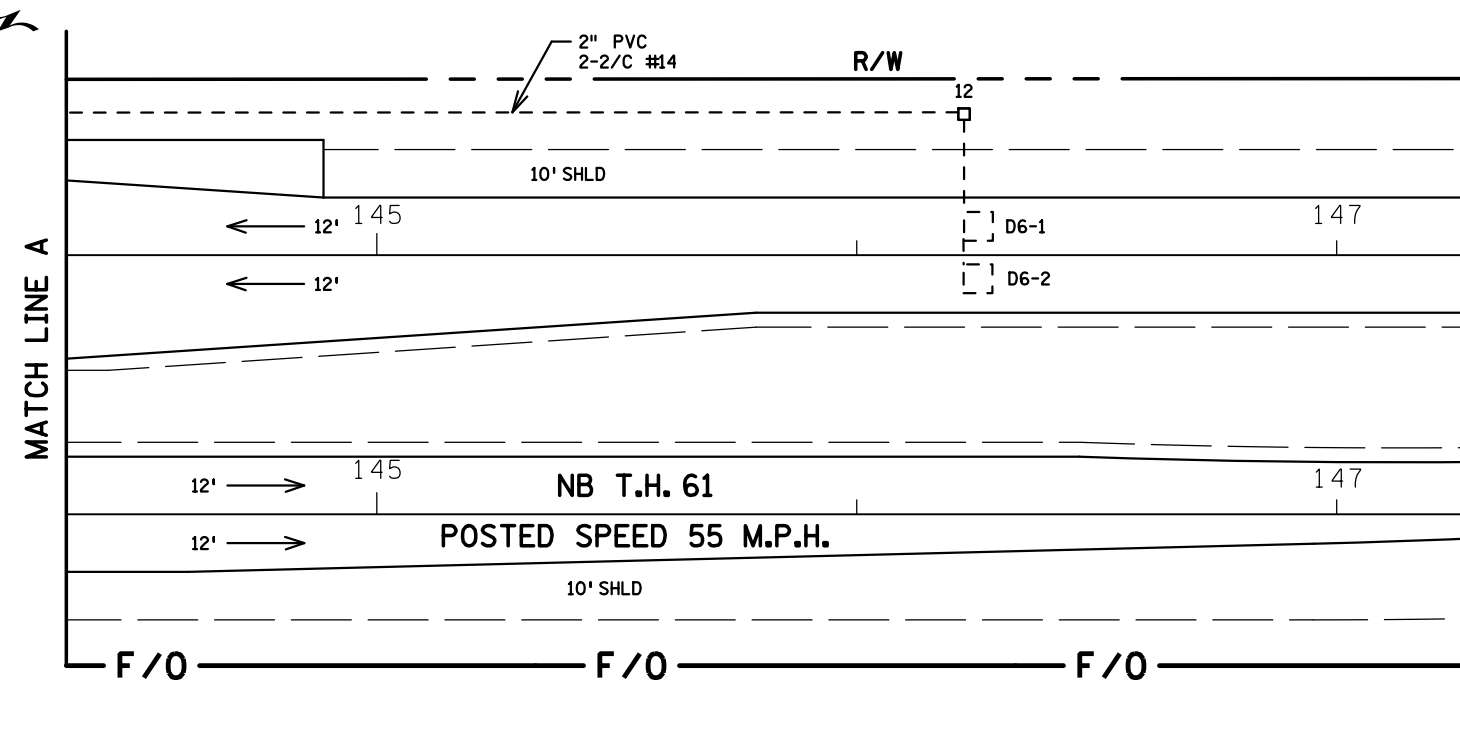 2" PVC
2-2/C #14
R/W
12
10' SHLD
145
147
12'
D6-1
12'
D6-2
MATCH LINE A
145
147
12'
NB T.H. 61
12'
POSTED SPEED 55 M.P.H.
10' SHLD
F/O F/O F/O